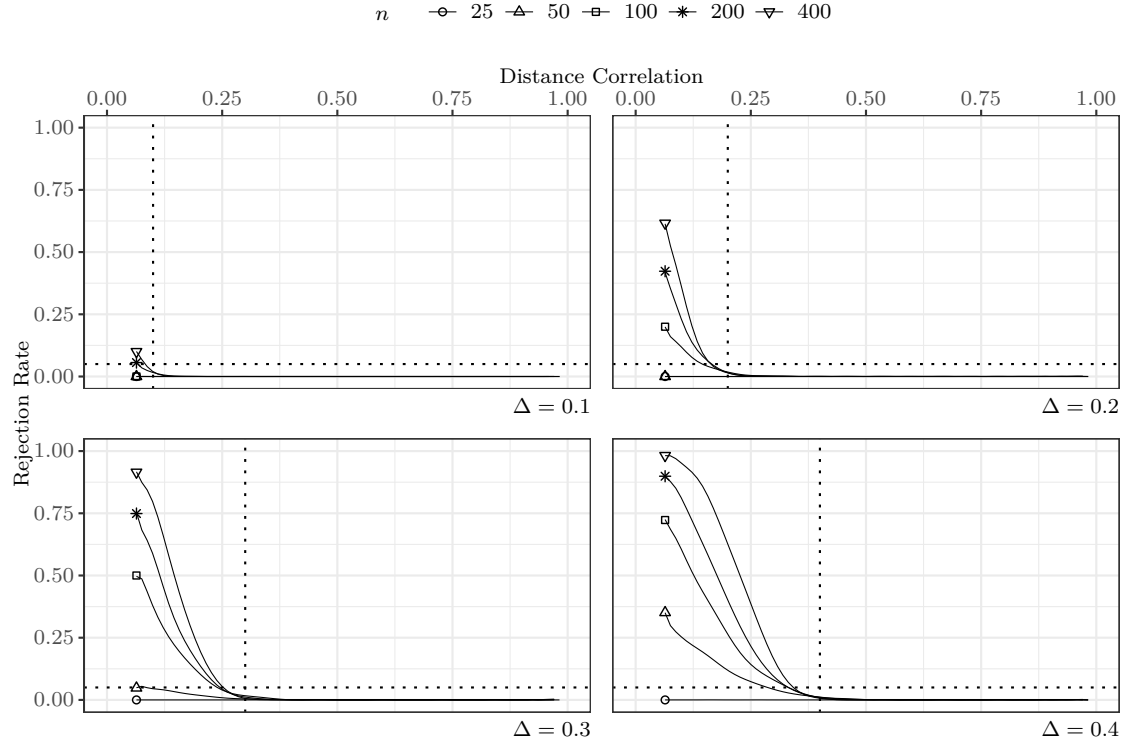 n 25 50 100 200 400
Distance Correlation
0.00 0.25 0.50 0.75 1.00 0.00 0.25 0.50 0.75 1.00
Rejection Rate
1.00
0.75
0.50
0.25
0.00
Δ = 0.1 Δ = 0.2
1.00
0.75
0.50
0.25
0.00
Δ = 0.3 Δ = 0.4